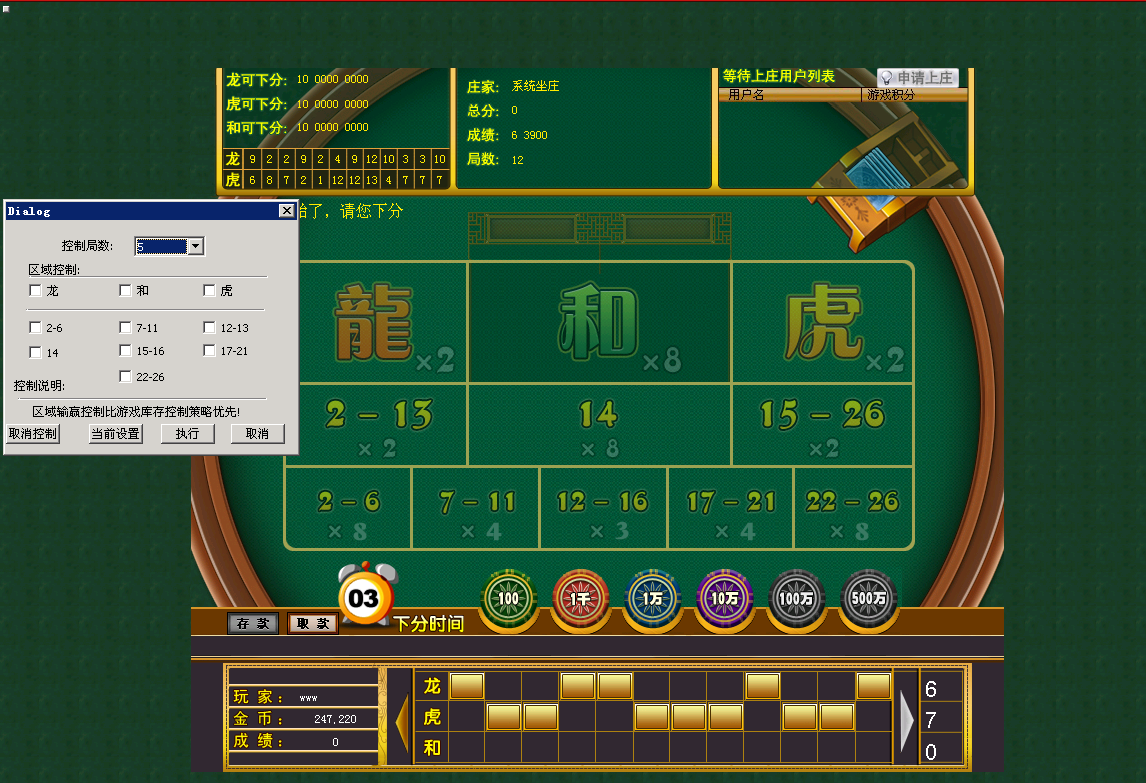 龙可下分: 10 0000 0000
虎可下分: 10 0000 0000
和可下分: 10 0000 0000
龙 9 2 2 9 2 4 9 12 10 3 3 10
虎 6 8 7 2 1 12 12 13 4 7 7 7
庄家: 系统坐庄
总分: 0
成绩: 6 3900
局数: 12
等待上庄用户列表 申请上庄
用户名 游戏积分
始了，请您下分
Dialog
控制局数: 5
区域控制:
龙 和 虎
2-6 7-11 12-13
14 15-16 17-21
22-26
控制说明:
区域输赢控制比游戏库存控制策略优先!
取消控制 当前设置 执行 取消
龍 ×2 和 ×8 虎 ×2
2 - 13 14 15 - 26
× 2 × 8 ×2
2 - 6 7 - 11 12 - 16 17 - 21 22 - 26
× 8 × 4 × 3 × 4 × 8
03
100 1千 1万 10万 100万 500万
存 款 取 款 下分时间
玩 家： www
金 币： 247,220
成 绩： 0
龙 6
虎 7
和 0